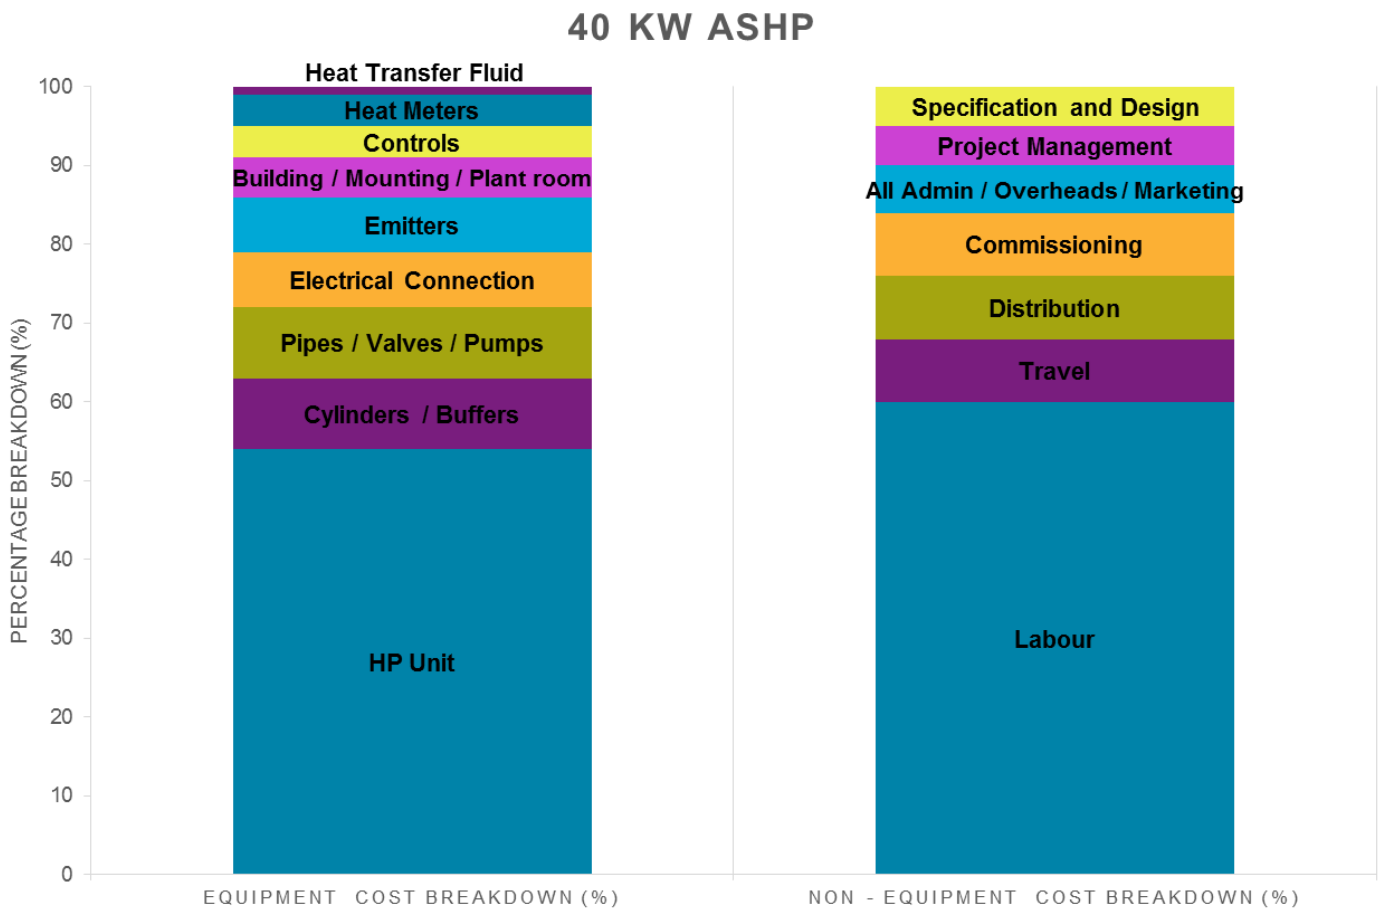 40 KW ASHP
PERCENTAGE BREAKDOWN (%)
100
90
80
70
60
50
40
30
20
10
0
Heat Transfer Fluid
Heat Meters
Controls
Building / Mounting / Plant room
Emitters
Electrical Connection
Pipes / Valves / Pumps
Cylinders / Buffers
HP Unit
Specification and Design
Project Management
All Admin / Overheads / Marketing
Commissioning
Distribution
Travel
Labour
EQUIPMENT COST BREAKDOWN (%)
NON - EQUIPMENT COST BREAKDOWN (%)